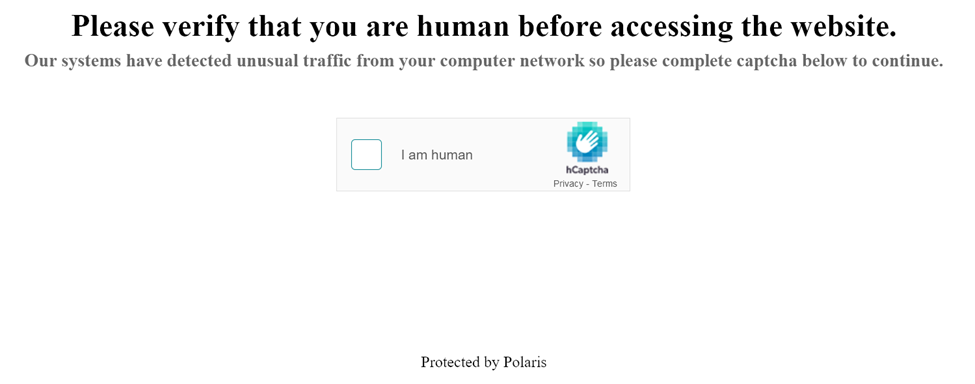 Please verify that you are human before accessing the website.
Our systems have detected unusual traffic from your computer network so please complete captcha below to continue.
I am human
hCaptcha
Privacy - Terms
Protected by Polaris